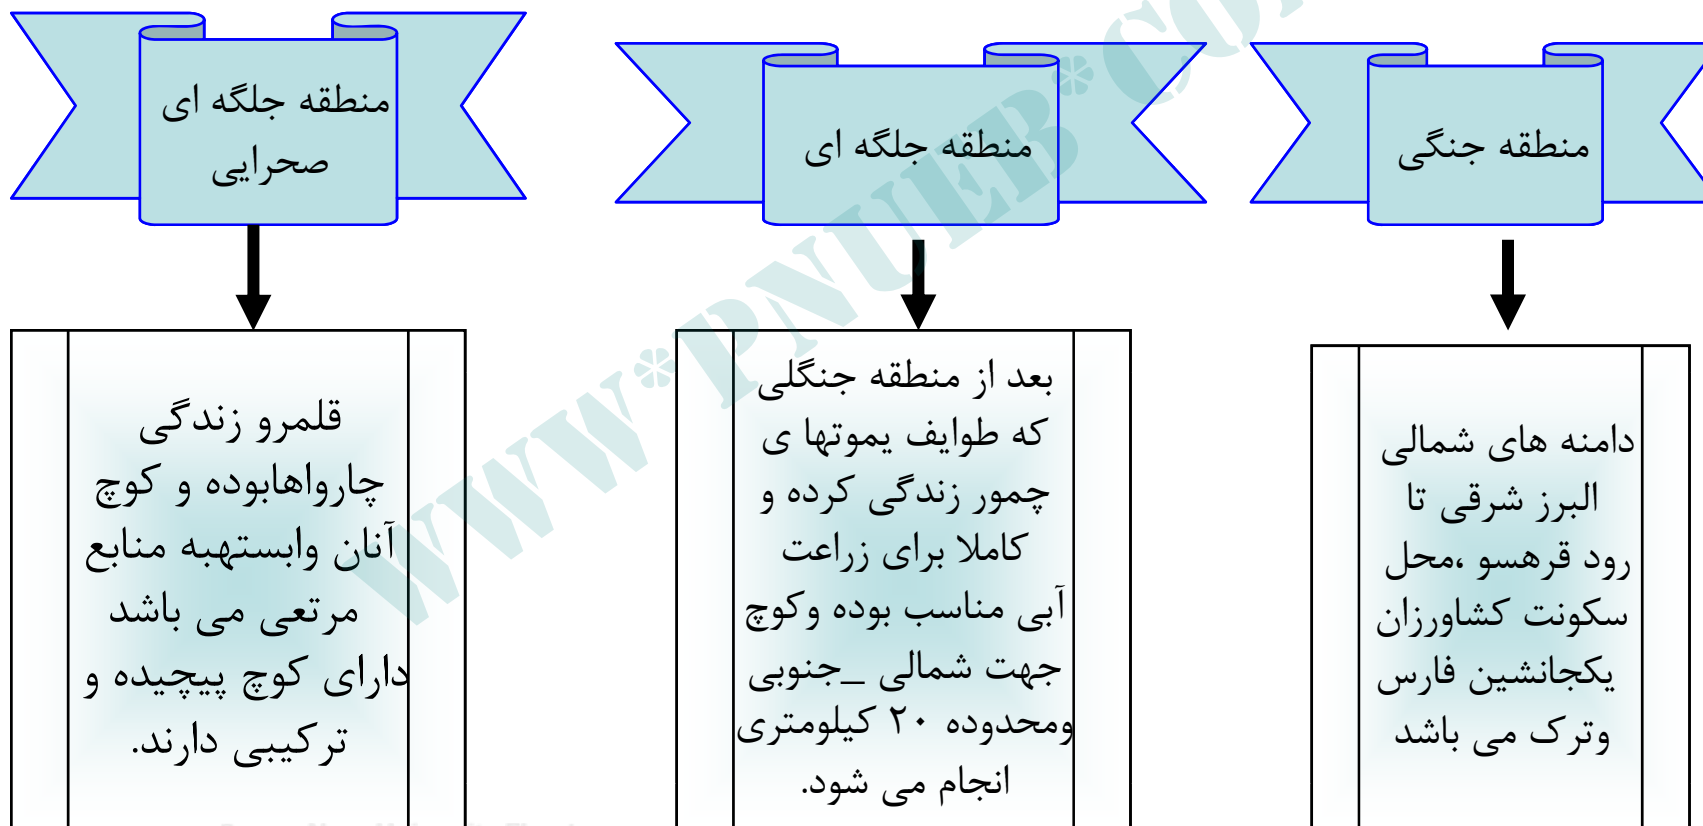 منطقه جنگی
دامنه های شمالی
البرز شرقی تا
رود قرهسو ،محل
سکونت کشاورزان
یکجانشین فارس
وترک می باشد
منطقه جلگه ای
بعد از منطقه جنگلی
که طوایف یموتها ی
چمور زندگی کرده و
کاملا برای زراعت
آبی مناسب بوده وکوچ
جهت شمالی _جنوبی
ومحدوده ۲۰ کیلومتری
انجام می شود.
منطقه جلگه ای
صحرایی
قلمرو زندگی
چارواهابوده و کوچ
آنان وابستهبه منابع
مرتعی می باشد
دارای کوچ پیچیده و
ترکیبی دارند.
WWW*PNUEB*COM